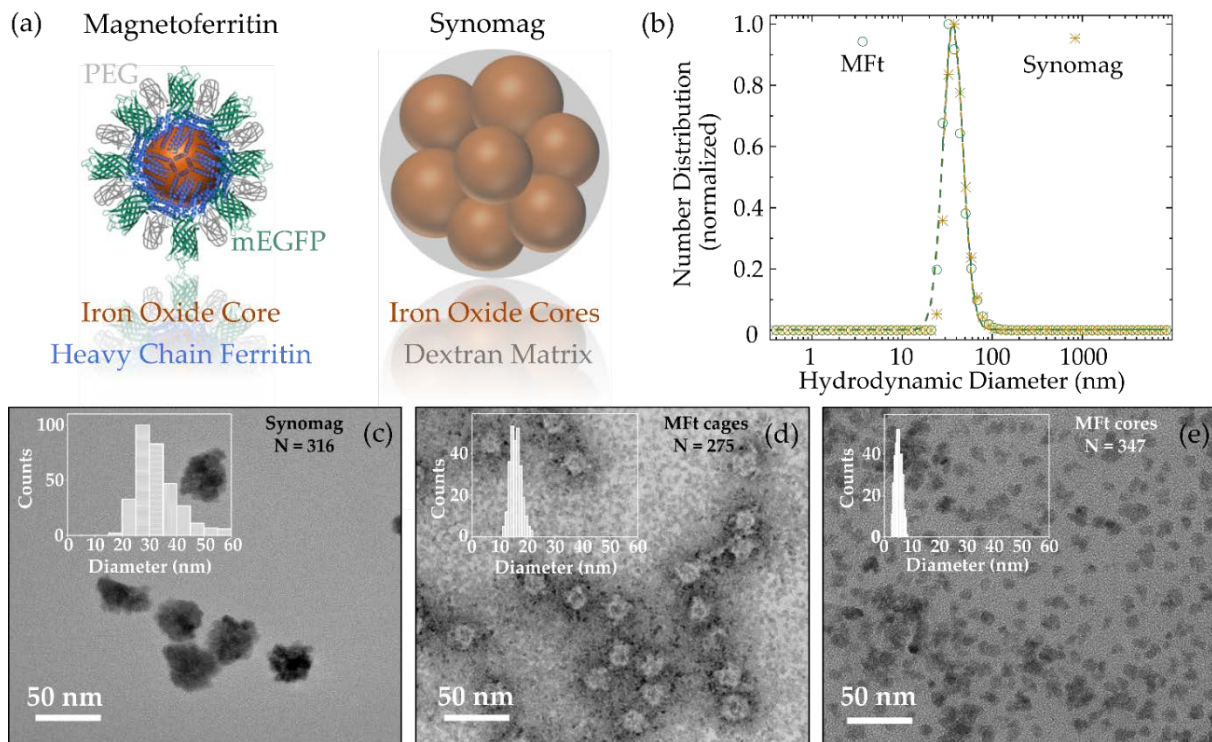 (a)
Magnetoferritin
PEG
mEGFP
Iron Oxide Core
Heavy Chain Ferritin
Synomag
Iron Oxide Cores
Dextran Matrix
(b)
MFt
Synomag
Number Distribution
(normalized)
1.0
0.8
0.6
0.4
0.2
0
1
10
100
1000
Hydrodynamic Diameter (nm)
(c)
Synomag
N = 316
Counts
100
50
0
0 10 20 30 40 50 60
Diameter (nm)
50 nm
(d)
MFt cages
N = 275
Counts
40
20
0
0 10 20 30 40 50 60
Diameter (nm)
50 nm
(e)
MFt cores
N = 347
Counts
40
20
0
0 10 20 30 40 50 60
Diameter (nm)
50 nm